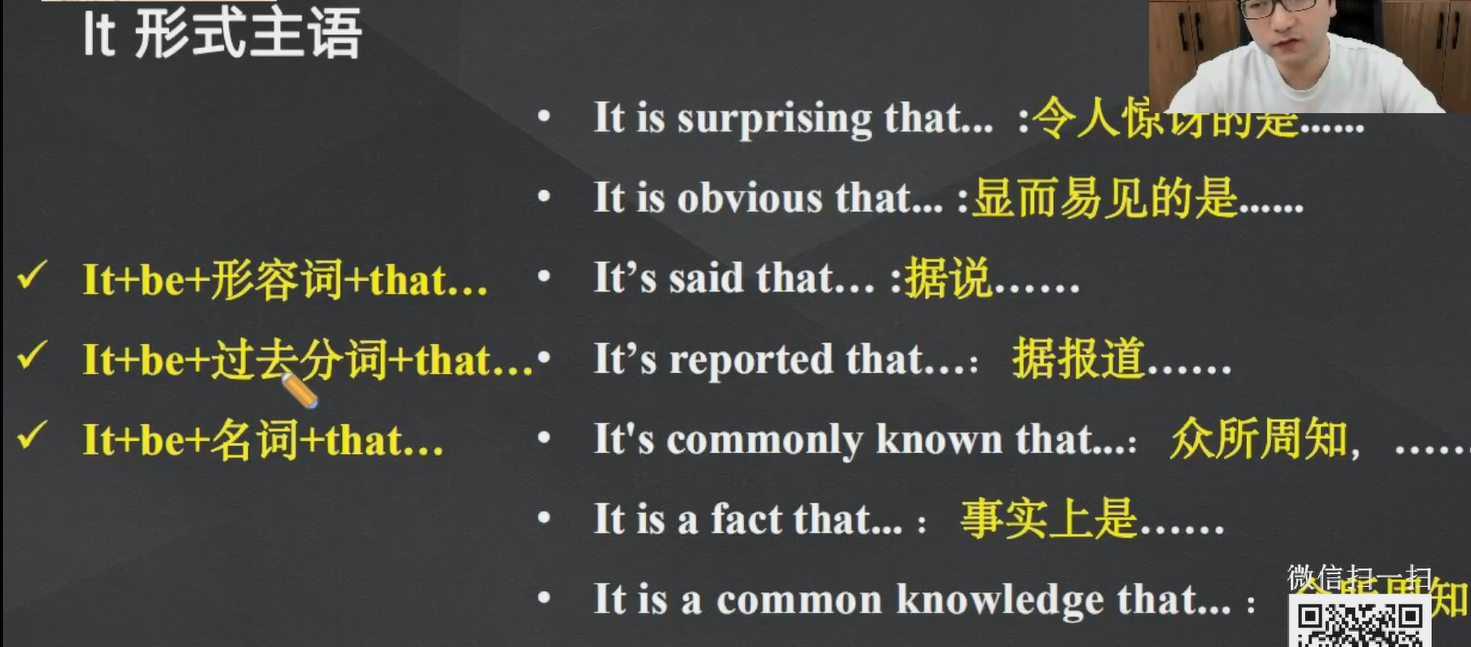 It 形式主语
It is surprising that... :令人惊讶的是......
It is obvious that... :显而易见的是......
It+be+形容词+that…
It’s said that… :据说……
It+be+过去分词+that…
It’s reported that…： 据报道……
It+be+名词+that…
It's commonly known that...： 众所周知，……
It is a fact that... ： 事实上是……
微信扫一扫
It is a common knowledge that... ： 众所周知